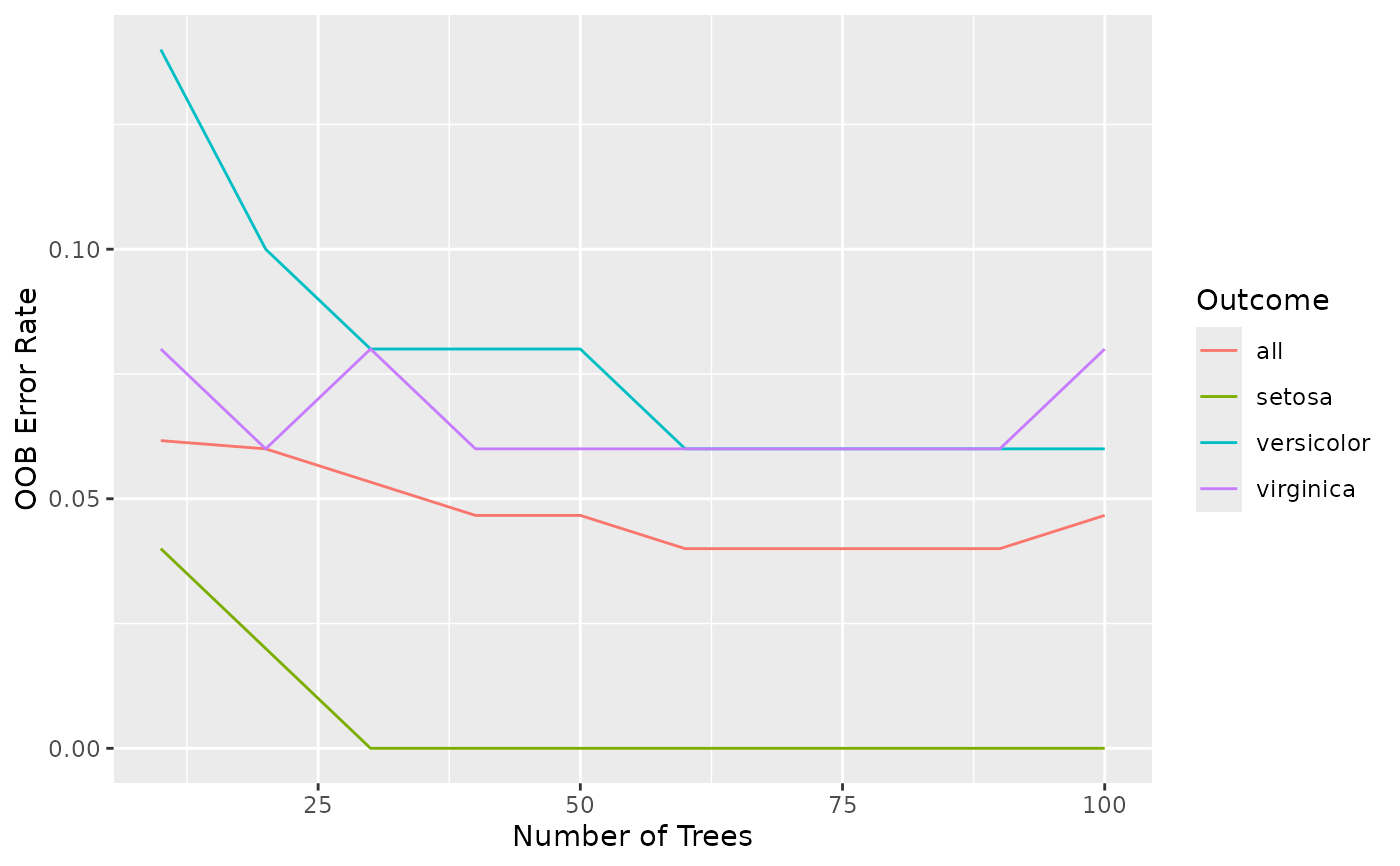 OOB Error Rate
0.10
0.05
0.00
25
50
75
100
Number of Trees
Outcome
all
setosa
versicolor
virginica